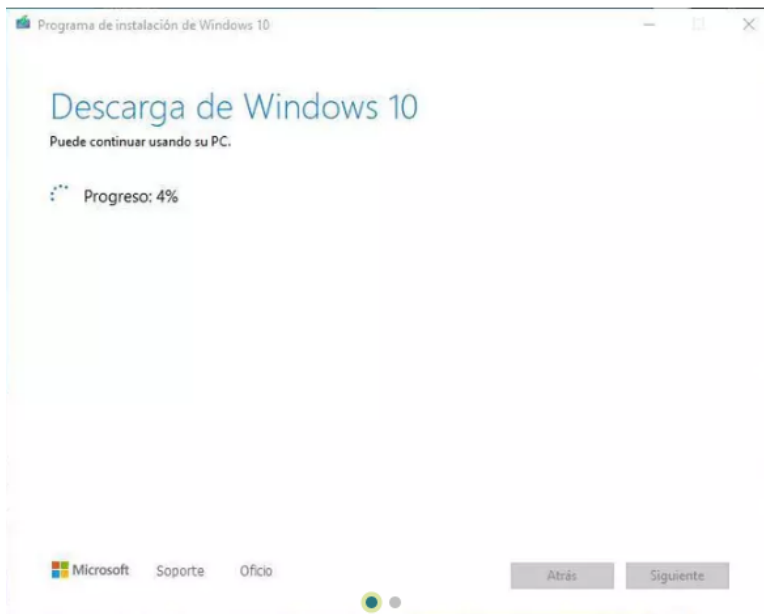 Programa de instalación de Windows 10
Descarga de Windows 10
Puede continuar usando su PC.
Progreso: 4%
Microsoft Soporte Oficio
Atrás Siguiente